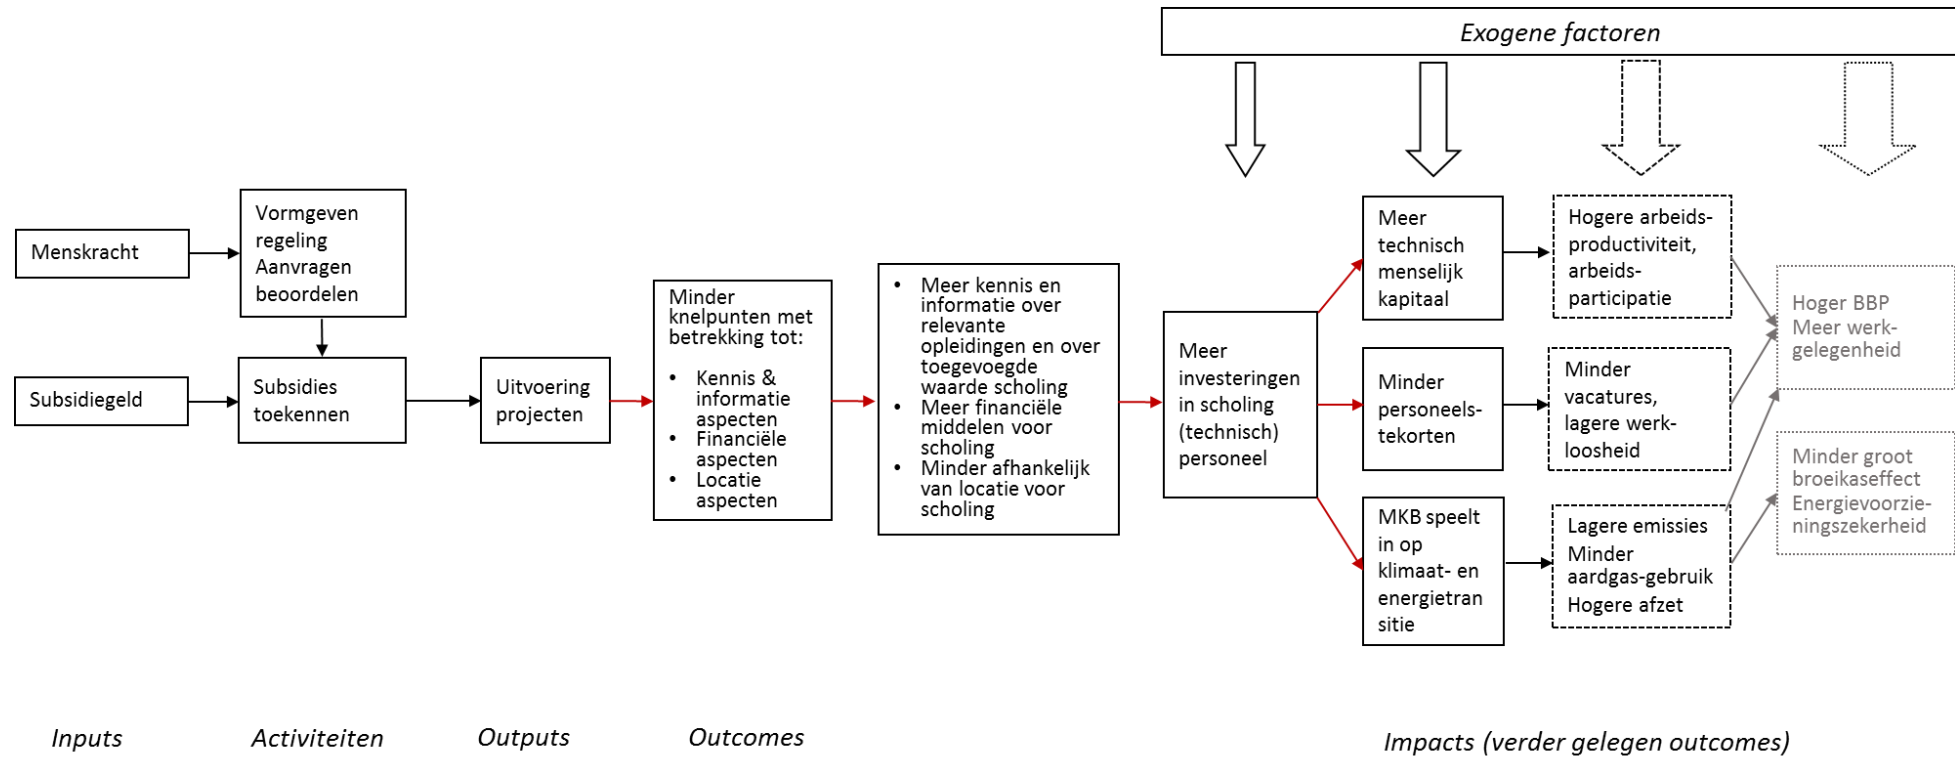 Exogene factoren
Menskracht
Subsidiegeld
Vormgeven
regeling
Aanvragen
beoordelen
Subsidies
toekennen
Uitvoering
projecten
Minder
knelpunten met
betrekking tot:
• Kennis &
informatie
aspecten
• Financiële
aspecten
• Locatie
aspecten
• Meer kennis en
informatie over
relevante
opleidingen en over
toegevoegde
waarde scholing
• Meer financiële
middelen voor
scholing
• Minder afhankelijk
van locatie voor
scholing
Meer
investeringen
in scholing
(technisch)
personeel
Meer
technisch
menselijk
kapitaal
Minder
personeels-
tekorten
MKB speelt
in op
klimaat- en
energietran
sitie
Hogere arbeids-
productiviteit,
arbeids-
participatie
Minder
vacatures,
lagere werk-
loosheid
Lagere emissies
Minder
aardgas-gebruik
Hogere afzet
Hoger BBP
Meer werk-
gelegenheid
Minder groot
broeikaseffect
Energievoorzie-
ningszekerheid
Inputs
Activiteiten
Outputs
Outcomes
Impacts (verder gelegen outcomes)